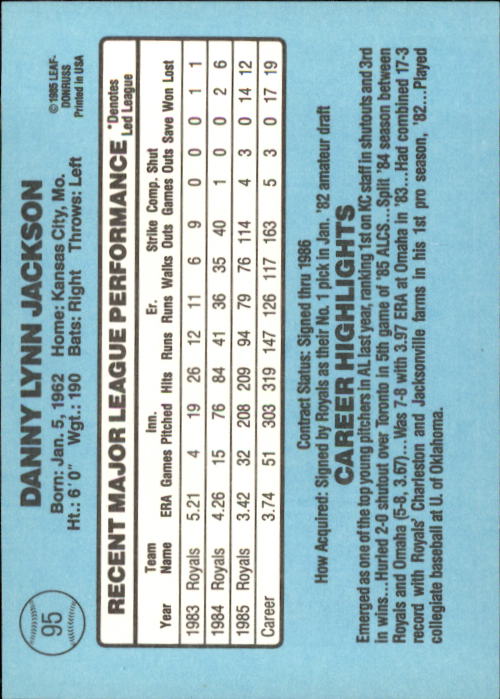 95
DANNY LYNN JACKSON
Born: Jan. 5, 1962 Home: Kansas City, Mo.
Ht.: 6'0" Wgt.: 190 Bats: Right Throws: Left
© 1985 LEAF-
DONRUSS
Printed in USA
RECENT MAJOR LEAGUE PERFORMANCE
*Denotes
Led League
Team Inn. Er. Strike Comp. Shut
Year Name ERA Games Pitched Hits Runs Runs Walks Outs Games Outs Save Won Lost
1983 Royals 5.21 4 19 26 12 11 6 9 0 0 0 1 1
1984 Royals 4.26 15 76 84 41 36 35 40 1 0 0 2 6
1985 Royals 3.42 32 208 209 94 79 76 114 4 3 0 14 12
Career 3.74 51 303 319 147 126 117 163 5 3 0 17 19
Contract Status: Signed thru 1986
How Acquired: Signed by Royals as their No. 1 pick in Jan. '82 amateur draft
CAREER HIGHLIGHTS
Emerged as one of the top young pitchers in AL last year, ranking 1st on KC staff in shutouts and 3rd
in wins...Hurled 2-0 shutout over Toronto in 5th game of '85 ALCS...Split '84 season between
Royals and Omaha (5-8, 3.67)...Was 7-8 with 3.97 ERA at Omaha in '83...Had combined 17-3
record with Royals' Charleston and Jacksonville farms in his 1st pro season, '82...Played
collegiate baseball at U. of Oklahoma.